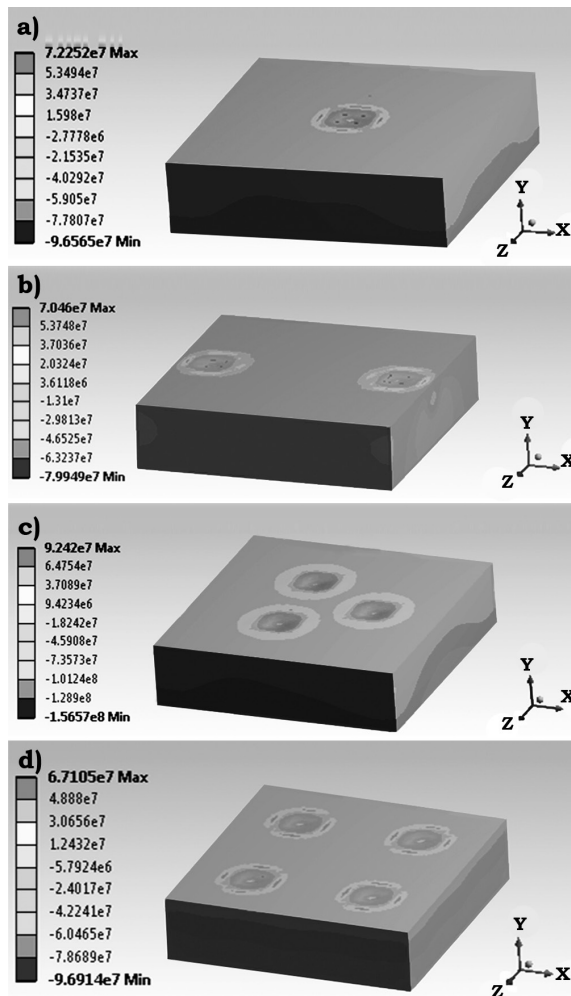 a)
7.2252e7 Max
5.3494e7
3.4737e7
1.598e7
-2.7778e6
-2.1535e7
-4.0292e7
-5.905e7
-7.7807e7
-9.6565e7 Min
Y
X
Z
b)
7.046e7 Max
5.3748e7
3.7036e7
2.0324e7
3.6118e6
-1.31e7
-2.9813e7
-4.6525e7
-6.3237e7
-7.9949e7 Min
Y
X
Z
c)
9.242e7 Max
6.4754e7
3.7089e7
9.4234e6
-1.8242e7
-4.5908e7
-7.3573e7
-1.0124e8
-1.289e8
-1.5657e8 Min
Y
X
Z
d)
6.7105e7 Max
4.888e7
3.0656e7
1.2432e7
-5.7924e6
-2.4017e7
-4.2241e7
-6.0465e7
-7.8689e7
-9.6914e7 Min
Y
X
Z